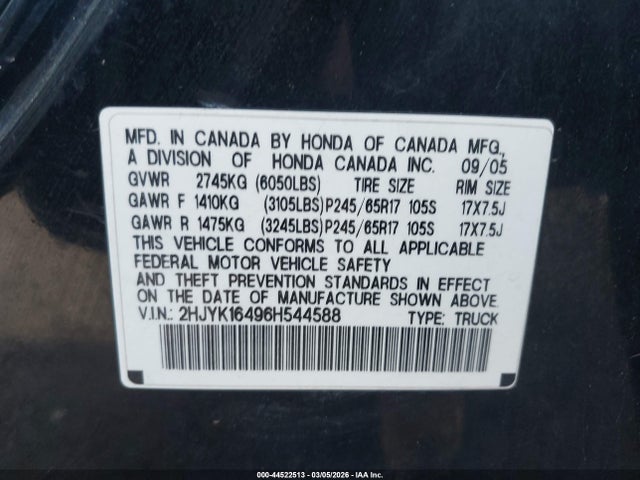 MFD. IN CANADA BY HONDA OF CANADA MFG.,
A DIVISION OF HONDA CANADA INC. 09/05
GVWR 2745KG (6050LBS) TIRE SIZE RIM SIZE
GAWR F 1410KG (3105LBS)P245/65R17 105S 17X7.5J
GAWR R 1475KG (3245LBS)P245/65R17 105S 17X7.5J
THIS VEHICLE CONFORMS TO ALL APPLICABLE
FEDERAL MOTOR VEHICLE SAFETY
AND THEFT PREVENTION STANDARDS IN EFFECT
ON THE DATE OF MANUFACTURE SHOWN ABOVE.
V.I.N.: 2HJYK16496H544588 TYPE: TRUCK
000-44522513 — 03/05/2026 — IAA Inc.